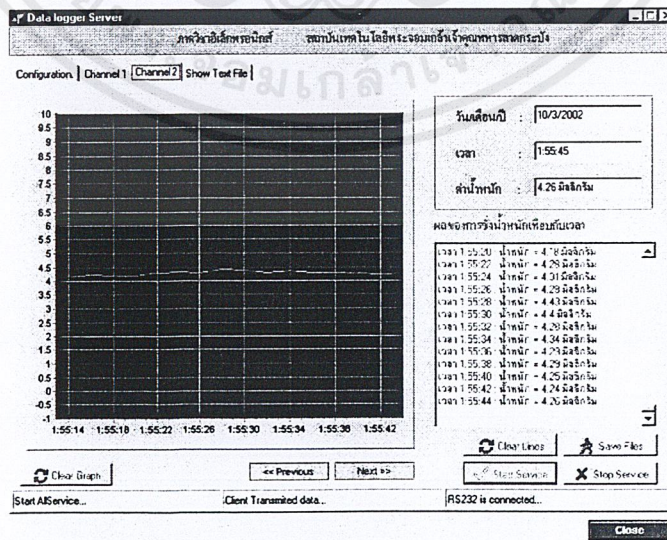 Data logger Server
ภาควิชาอิเล็กทรอนิกส์ สถาบันเทคโนโลยีพระจอมเกล้าเจ้าคุณทหารลาดกระบัง
Configuration. Channel 1 Channel 2 Show Text File
10
9.5
9
8.5
8
7.5
7
6.5
6
5.5
5
4.5
4
3.5
3
2.5
2
1.5
1
0.5
0
-0.5
-1
1:55:14 1:55:18 1:55:22 1:55:26 1:55:30 1:55:34 1:55:38 1:55:42
วัน/เดือน/ปี : 10/3/2002
เวลา : 1:55:45
ค่าน้ำหนัก : 4.26 มิลิกรัม
ผลของการชั่งน้ำหนักเทียบกับเวลา
เวลา 1:55:20 น้ำหนัก = 4.18 มิลิกรัม
เวลา 1:55:22 น้ำหนัก = 4.28 มิลิกรัม
เวลา 1:55:24 น้ำหนัก = 4.31 มิลิกรัม
เวลา 1:55:26 น้ำหนัก = 4.29 มิลิกรัม
เวลา 1:55:28 น้ำหนัก = 4.43 มิลิกรัม
เวลา 1:55:30 น้ำหนัก = 4.4 มิลิกรัม
เวลา 1:55:32 น้ำหนัก = 4.28 มิลิกรัม
เวลา 1:55:34 น้ำหนัก = 4.34 มิลิกรัม
เวลา 1:55:36 น้ำหนัก = 4.29 มิลิกรัม
เวลา 1:55:38 น้ำหนัก = 4.29 มิลิกรัม
เวลา 1:55:40 น้ำหนัก = 4.25 มิลิกรัม
เวลา 1:55:42 น้ำหนัก = 4.24 มิลิกรัม
เวลา 1:55:44 น้ำหนัก = 4.26 มิลิกรัม
Clear Lines Save Files
Clear Graph << Previous Next >> Start Service Stop Service
Start AllService... Client Transmited data... RS232 is connected...
Close